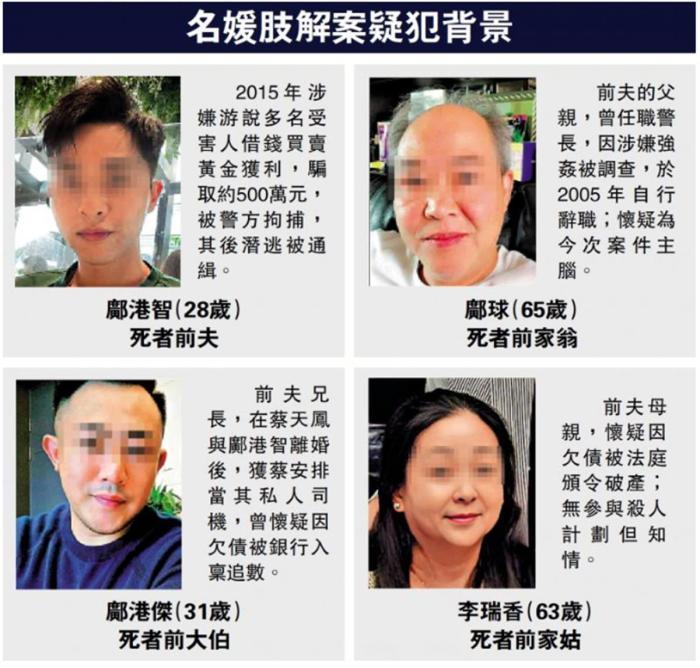 名媛肢解案疑犯背景
2015年涉
嫌游說多名受
害人借錢買賣
黃金獲利，騙
取約500萬元，
被警方拘捕，
其後潛逃被通
緝。
鄺港智(28歲)
死者前夫
前夫的父
親，曾任職警
長，因涉嫌強
姦被調查，於
2005年自行
辭職；懷疑為
今次案件主
腦。
鄺球(65歲)
死者前家翁
前夫兄
長，在蔡天鳳
與鄺港智離婚
後，獲蔡安排
當其私人司
機，曾懷疑因
欠債被銀行入
稟追數。
鄺港傑(31歲)
死者前大伯
前夫母
親，懷疑因
欠債被法庭
頒令破產；
無參與殺人
計劃但知
情。
李瑞香(63歲)
死者前家姑